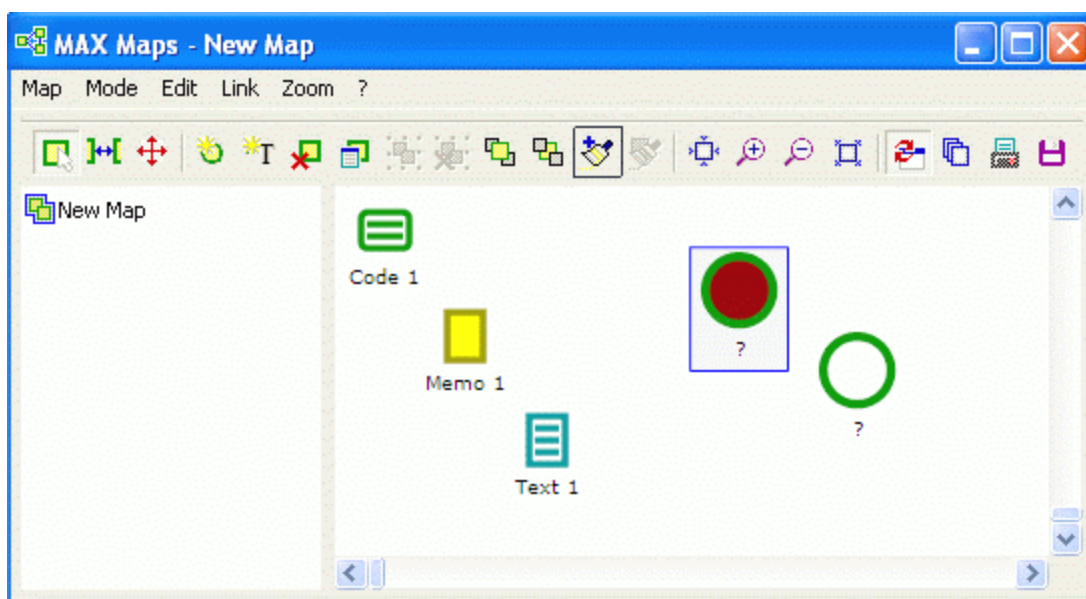 MAX Maps - New Map
Map Mode Edit Link Zoom ?
T
New Map
Code 1
Memo 1
Text 1
?
?